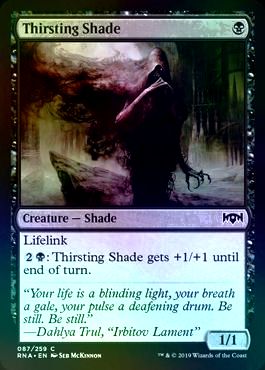 Thirsting Shade
Creature — Shade
Lifelink
2 : Thirsting Shade gets +1/+1 until
end of turn.
"Your life is a blinding light, your breath
a gale, your pulse a deafening drum. Be
still. Be still."
—Dahlya Trul, "Irbitov Lament"
1/1
087/259 C
RNA • EN Seb McKinnon
™ & © 2019 Wizards of the Coast